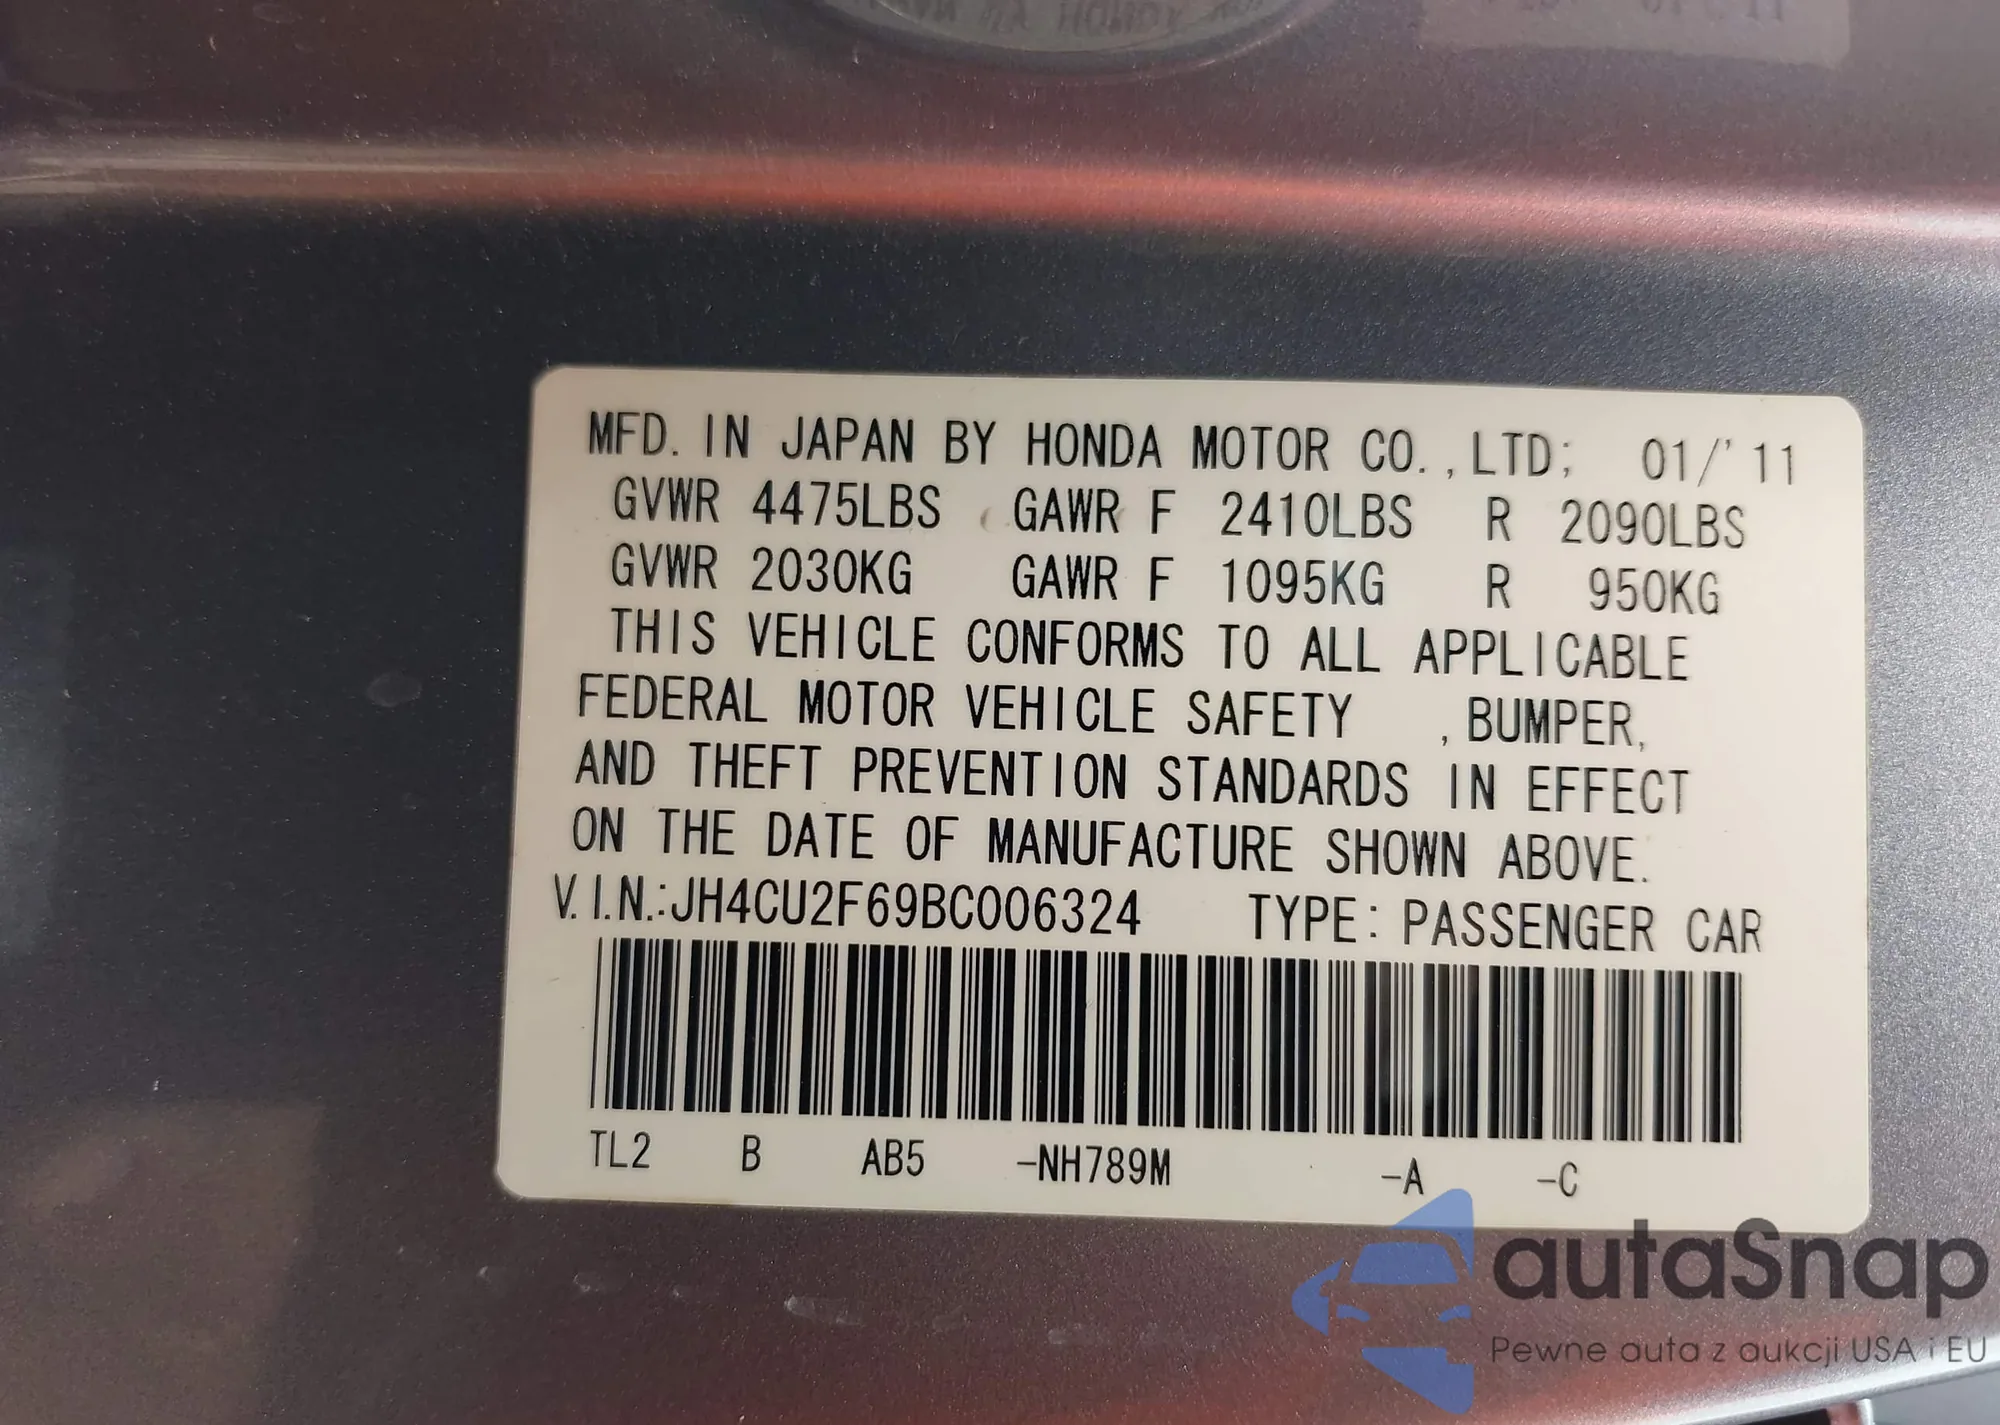 MFD. IN JAPAN BY HONDA MOTOR CO.,LTD; 01/'11
GVWR 4475LBS GAWR F 2410LBS R 2090LBS
GVWR 2030KG GAWR F 1095KG R 950KG
THIS VEHICLE CONFORMS TO ALL APPLICABLE
FEDERAL MOTOR VEHICLE SAFETY ,BUMPER,
AND THEFT PREVENTION STANDARDS IN EFFECT
ON THE DATE OF MANUFACTURE SHOWN ABOVE.
V.I.N.:JH4CU2F69BC006324 TYPE: PASSENGER CAR
TL2 B AB5 -NH789M -A -C
autaSnap
Pewne auta z aukcji USA i EU